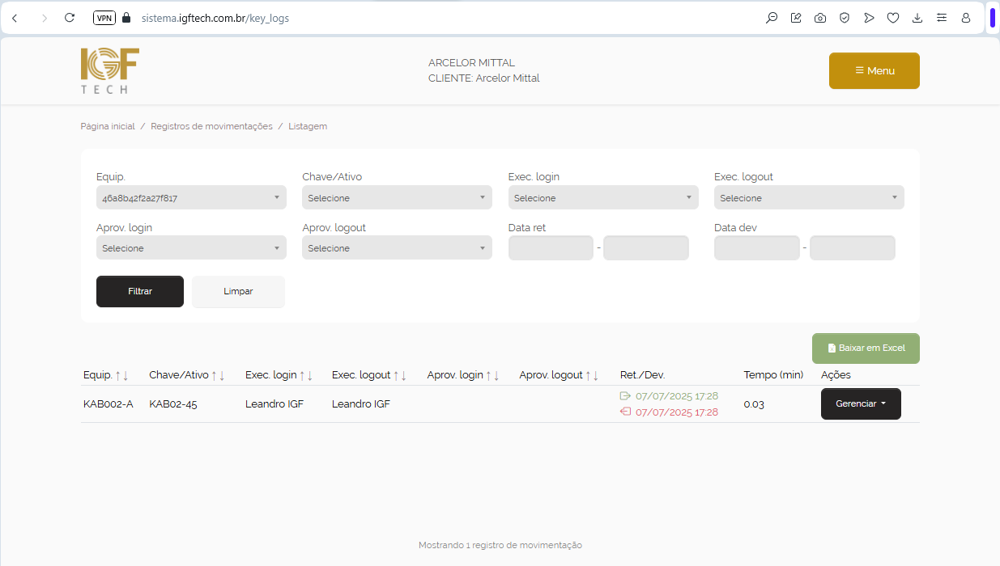 VPN
sistema.igftech.com.br/key_logs
IGF
TECH
ARCELOR MITTAL
CLIENTE: Arcelor Mittal
☰ Menu
Página inicial / Registros de movimentações / Listagem
Equip. Chave/Ativo Exec. login Exec. logout
46a8b42f2a27f817 Selecione Selecione Selecione
Aprov. login Aprov. logout Data ret Data dev
Selecione Selecione - -
Filtrar Limpar
Baixar em Excel
Equip. ↑↓ Chave/Ativo ↑↓ Exec. login ↑↓ Exec. logout ↑↓ Aprov. login ↑↓ Aprov. logout ↑↓ Ret./Dev. Tempo (min) Ações
KAB002-A KAB02-45 Leandro IGF Leandro IGF 07/07/2025 17:28 0.03 Gerenciar
07/07/2025 17:28
Mostrando 1 registro de movimentação